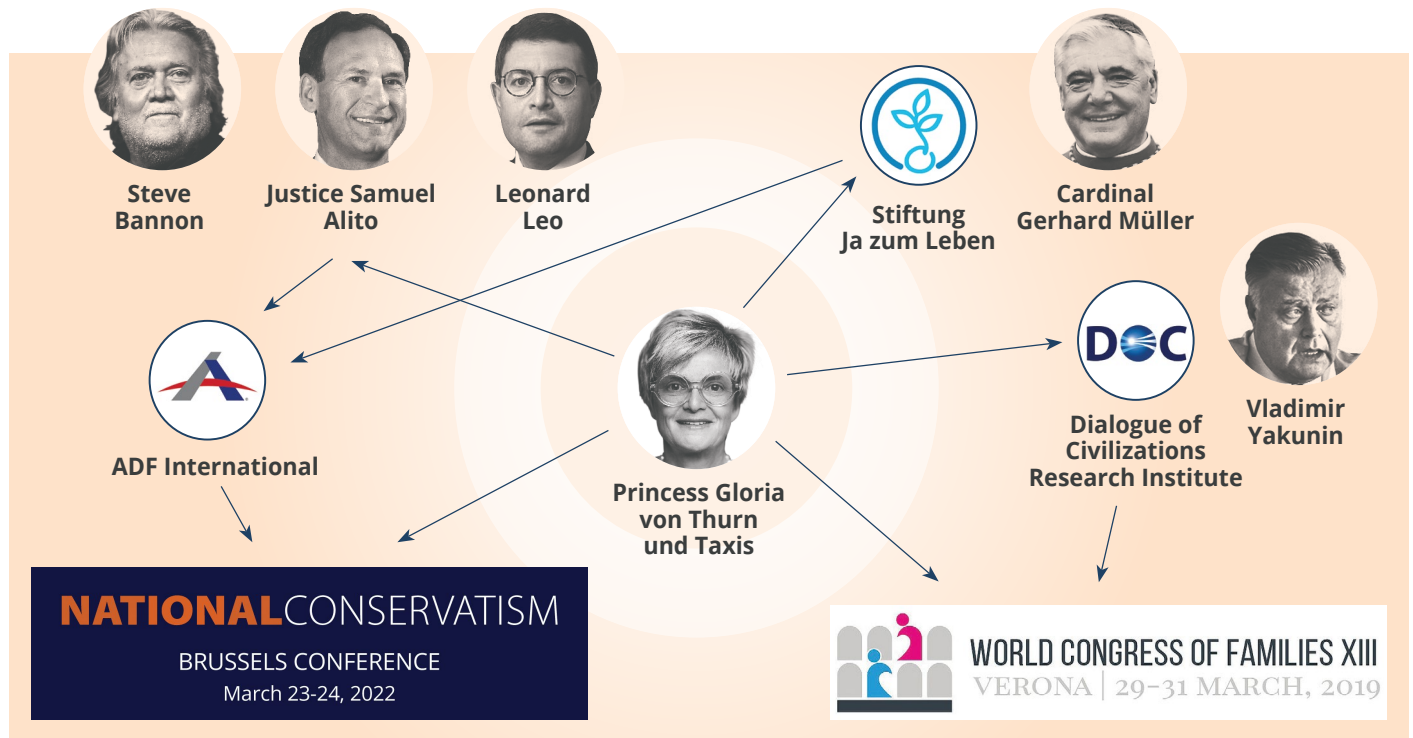 Steve
Bannon
Justice Samuel
Alito
Leonard
Leo
Stiftung
Ja zum Leben
Cardinal
Gerhard Müller
DOC
Dialogue of
Civilizations
Research Institute
Vladimir
Yakunin
ADF International
Princess Gloria
von Thurn
und Taxis
NATIONALCONSERVATISM
BRUSSELS CONFERENCE
March 23-24, 2022
WORLD CONGRESS OF FAMILIES XIII
VERONA | 29–31 MARCH, 2019